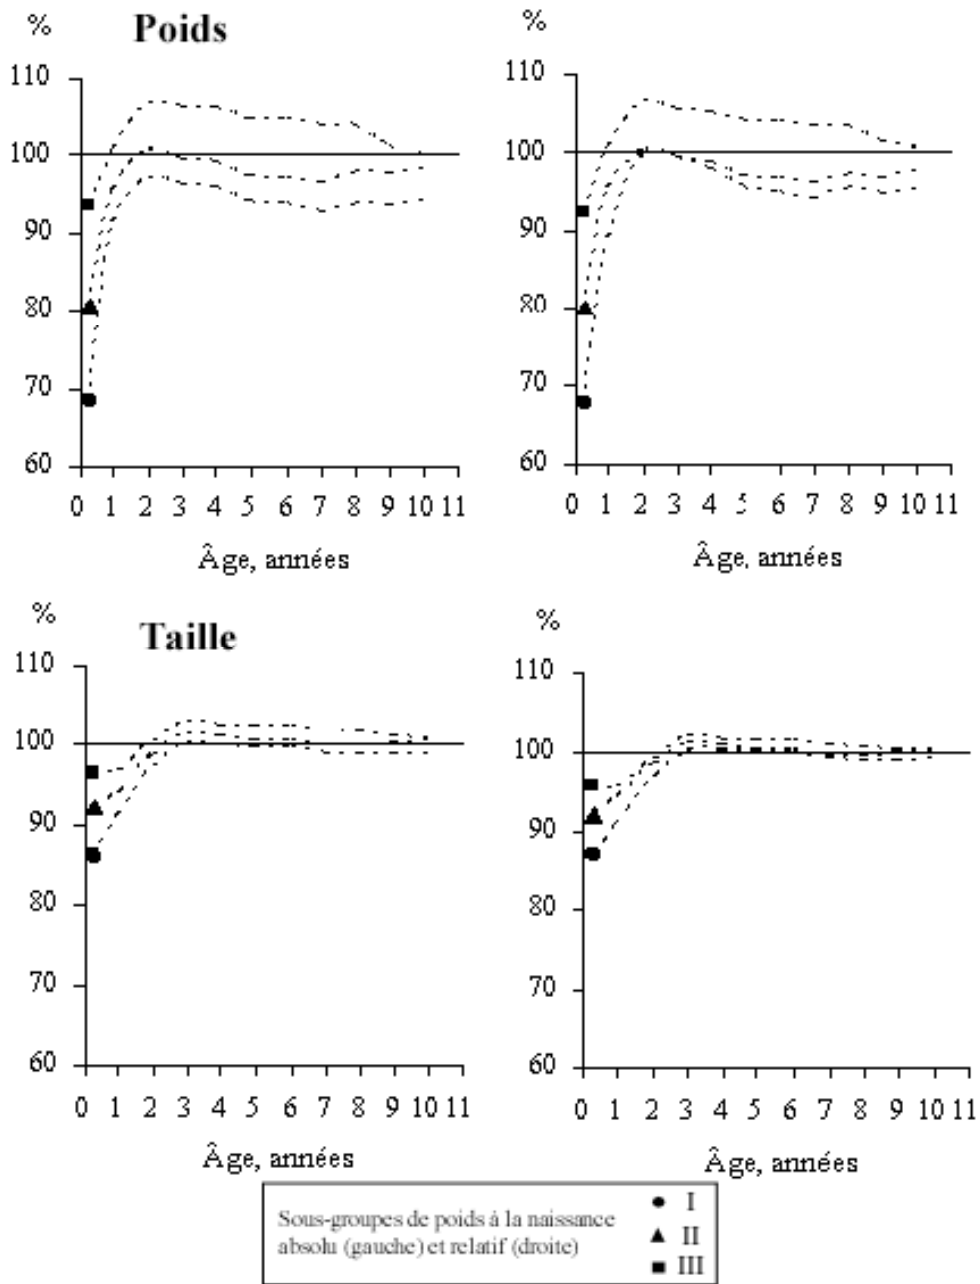 % Poids
110
100
90
80
70
60
0 1 2 3 4 5 6 7 8 9 10 11
Âge, années
%
110
100
90
80
70
60
0 1 2 3 4 5 6 7 8 9 10 11
Âge, années
% Taille
110
100
90
80
70
60
0 1 2 3 4 5 6 7 8 9 10 11
Âge, années
%
110
100
90
80
70
60
0 1 2 3 4 5 6 7 8 9 10 11
Âge, années
Sous-groupes de poids à la naissance
absolu (gauche) et relatif (droite)
I
II
III